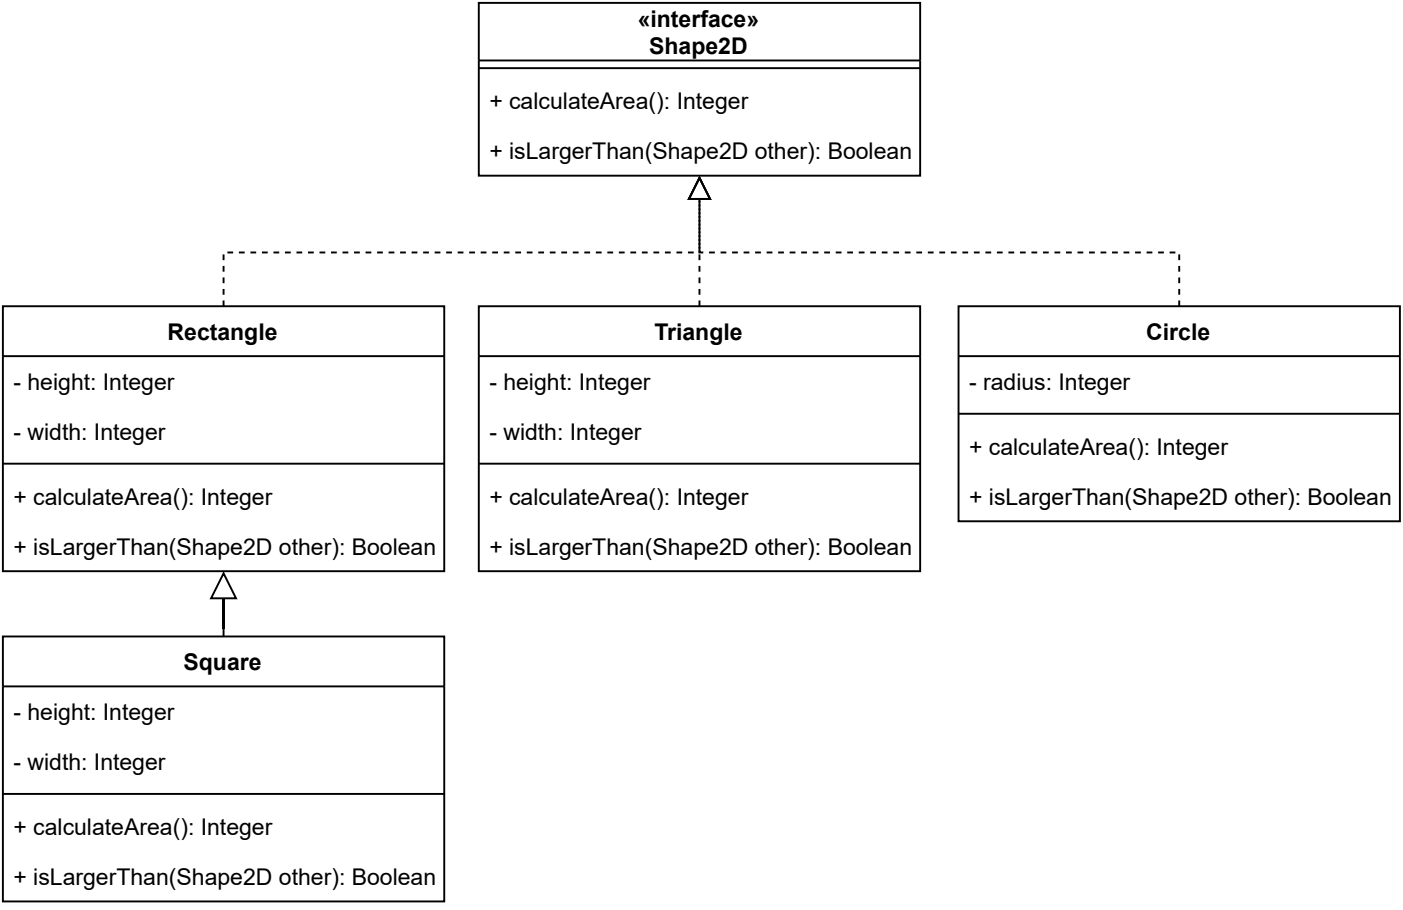 «interface»
Shape2D
+ calculateArea(): Integer
+ isLargerThan(Shape2D other): Boolean
Rectangle
- height: Integer
- width: Integer
+ calculateArea(): Integer
+ isLargerThan(Shape2D other): Boolean
Triangle
- height: Integer
- width: Integer
+ calculateArea(): Integer
+ isLargerThan(Shape2D other): Boolean
Circle
- radius: Integer
+ calculateArea(): Integer
+ isLargerThan(Shape2D other): Boolean
Square
- height: Integer
- width: Integer
+ calculateArea(): Integer
+ isLargerThan(Shape2D other): Boolean